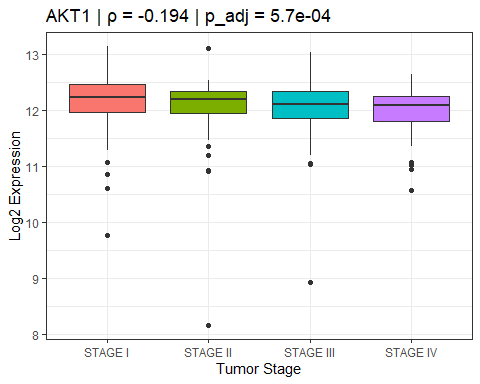 AKT1 | ρ = -0.194 | p_adj = 5.7e-04
Log2 Expression
13
12
11
10
9
8
STAGE I STAGE II STAGE III STAGE IV
Tumor Stage